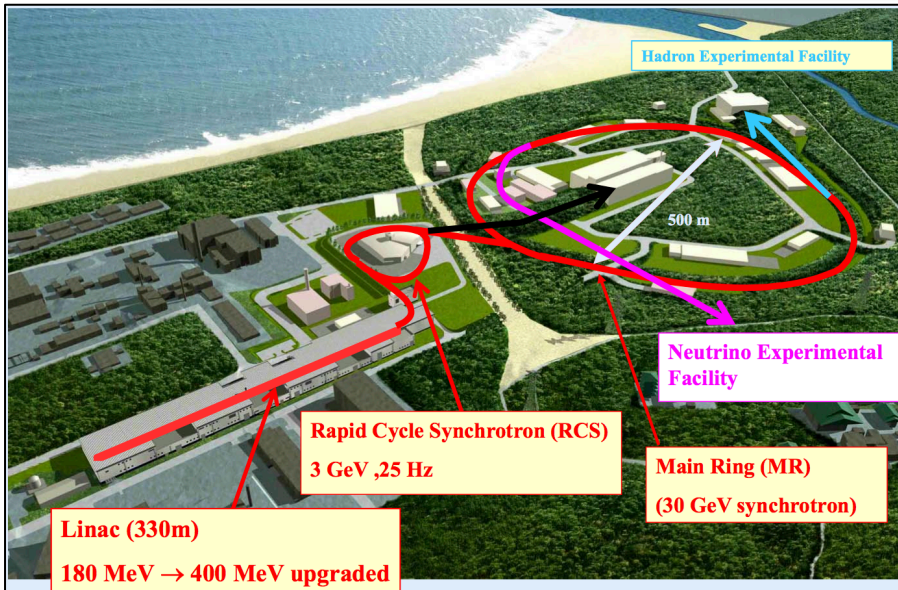 Hadron Experimental Facility
500 m
Neutrino Experimental
Facility
Rapid Cycle Synchrotron (RCS)
3 GeV ,25 Hz
Main Ring (MR)
(30 GeV synchrotron)
Linac (330m)
180 MeV → 400 MeV upgraded